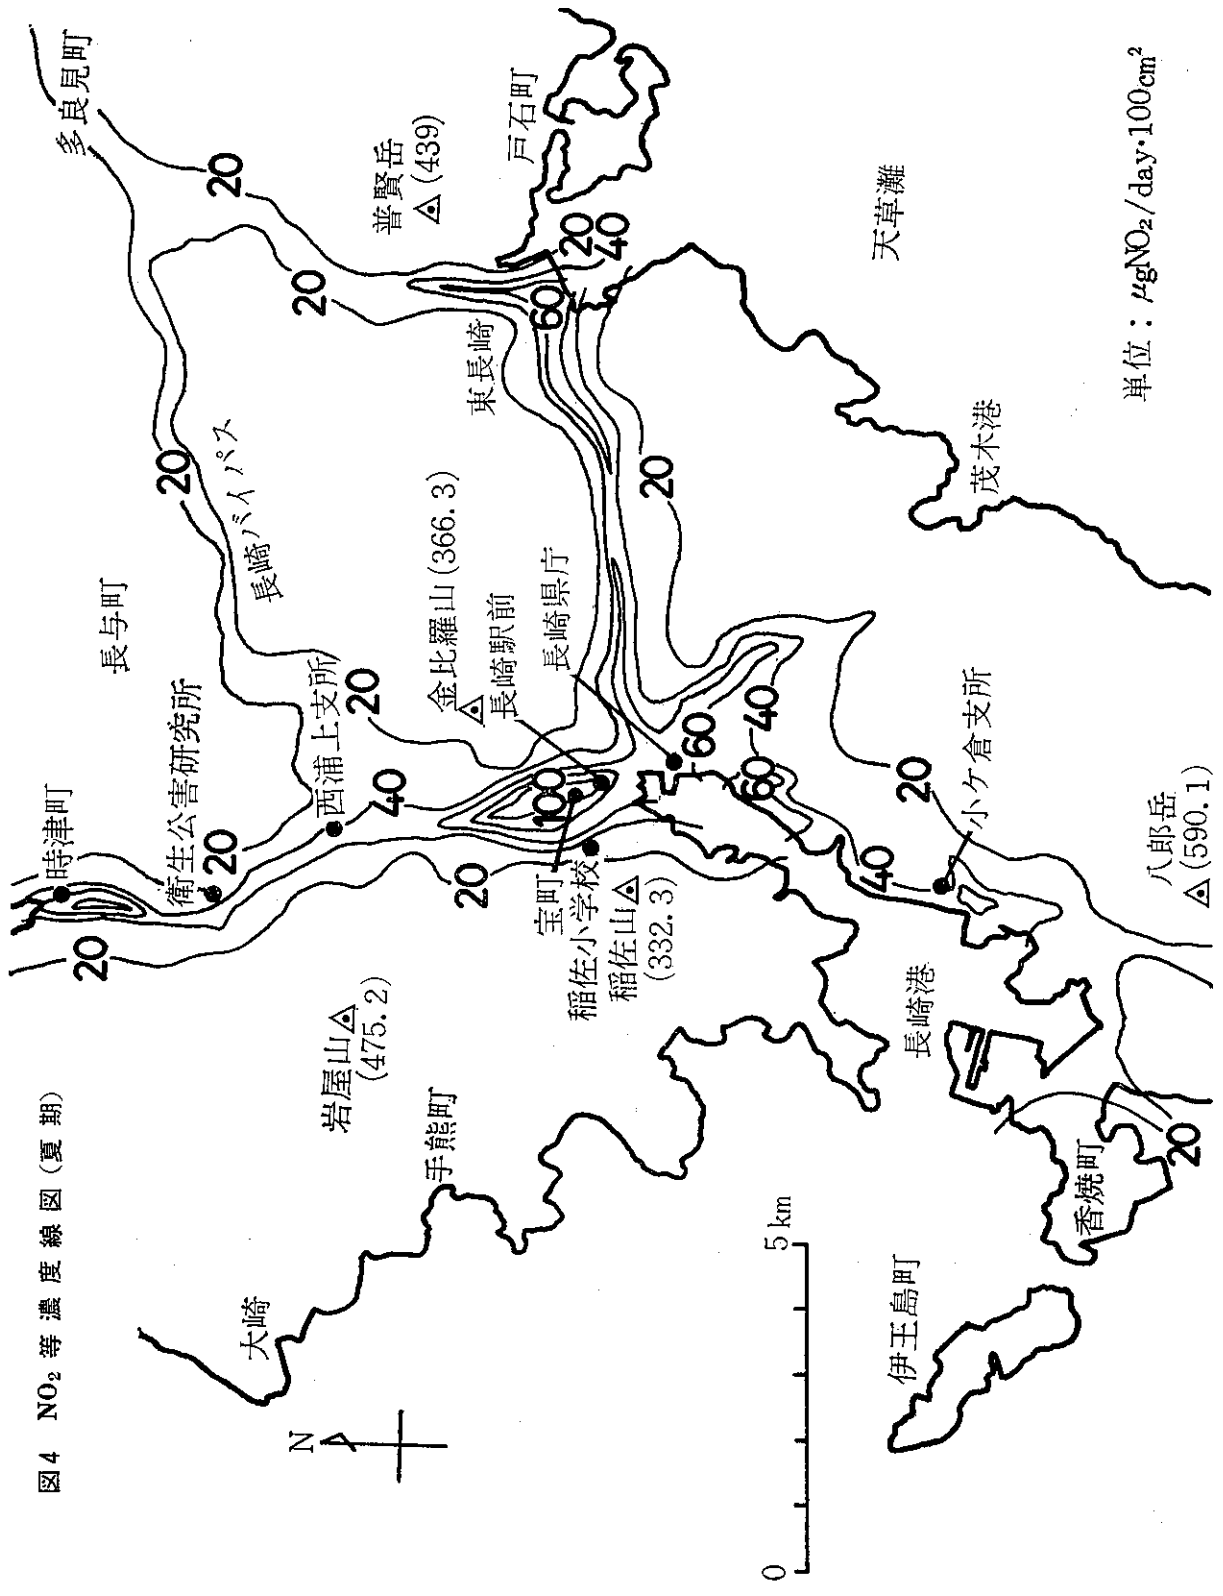 図4 NO₂ 等濃度線図(夏期)
N
多良見町
20
20
普賢岳
(439)
戸石町
20
40
60
東長崎
天草灘
単位：μgNO₂/day・100cm²
20
長崎バイパス
長与町
20
金比羅山(366.3)
長崎駅前
長崎県庁
茂木港
時津町
衛生公害研究所
西浦上支所
20
40
20
100
60
40
60
20
小ケ倉支所
20
20
宝町
稲佐小学校
稲佐山
(332.3)
40
八郎岳
(590.1)
岩屋山
(475.2)
長崎港
手熊町
20
香焼町
大崎
伊王島町
0
5km